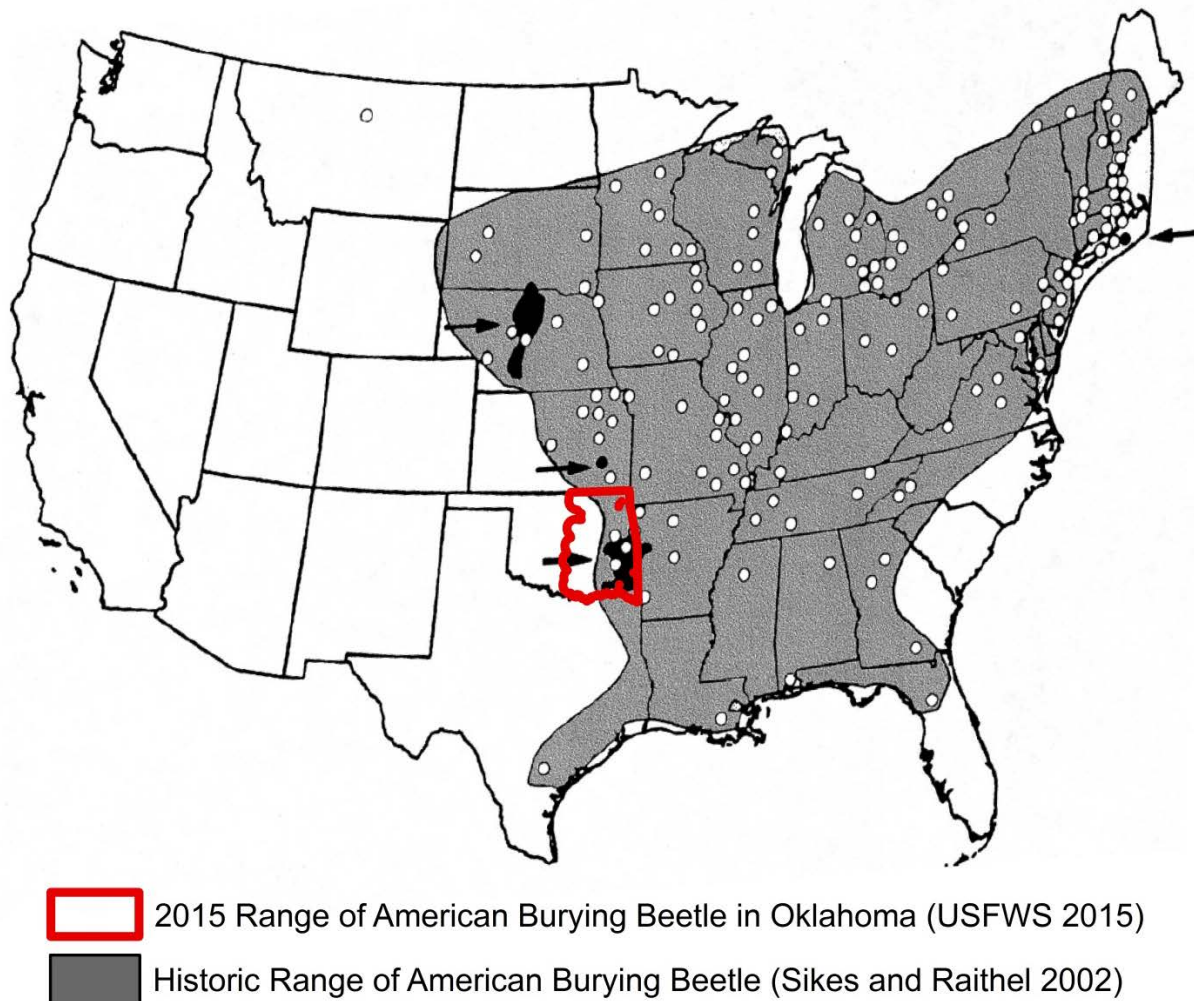 2015 Range of American Burying Beetle in Oklahoma (USFWS 2015)
Historic Range of American Burying Beetle (Sikes and Raithel 2002)